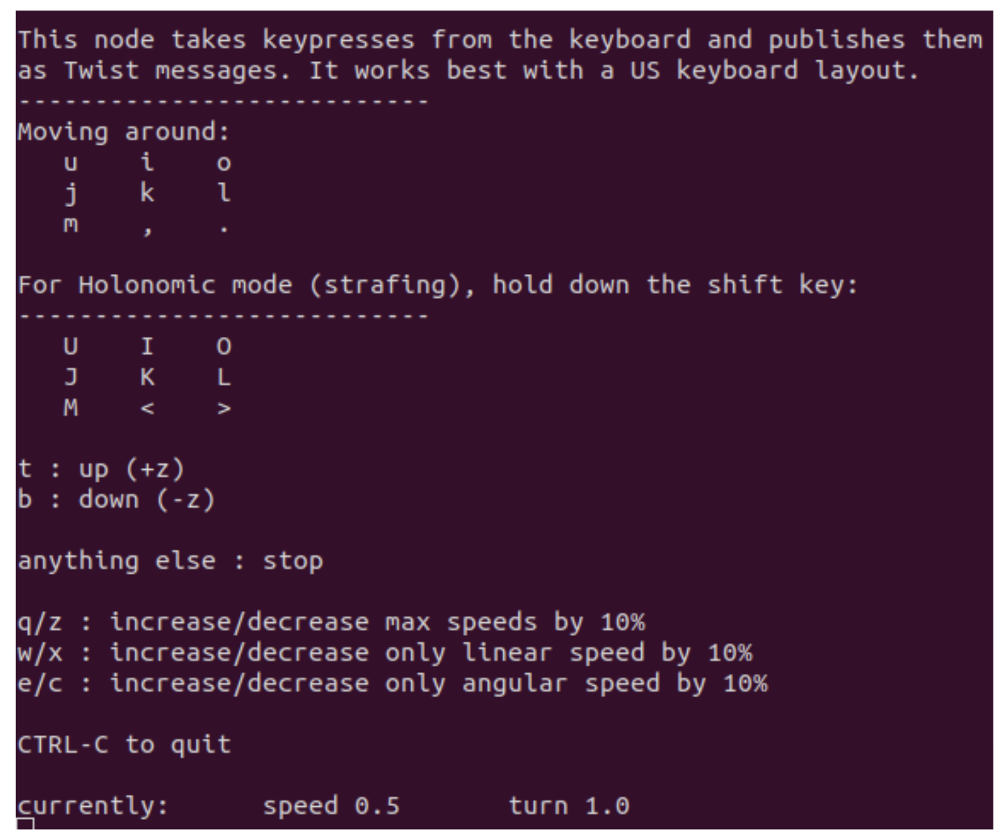 This node takes keypresses from the keyboard and publishes them
as Twist messages. It works best with a US keyboard layout.
---------------------------
Moving around:
   u    i    o
   j    k    l
   m    ,    .

For Holonomic mode (strafing), hold down the shift key:
---------------------------
   U    I    O
   J    K    L
   M    <    >

t : up (+z)
b : down (-z)

anything else : stop

q/z : increase/decrease max speeds by 10%
w/x : increase/decrease only linear speed by 10%
e/c : increase/decrease only angular speed by 10%

CTRL-C to quit

currently:      speed 0.5       turn 1.0